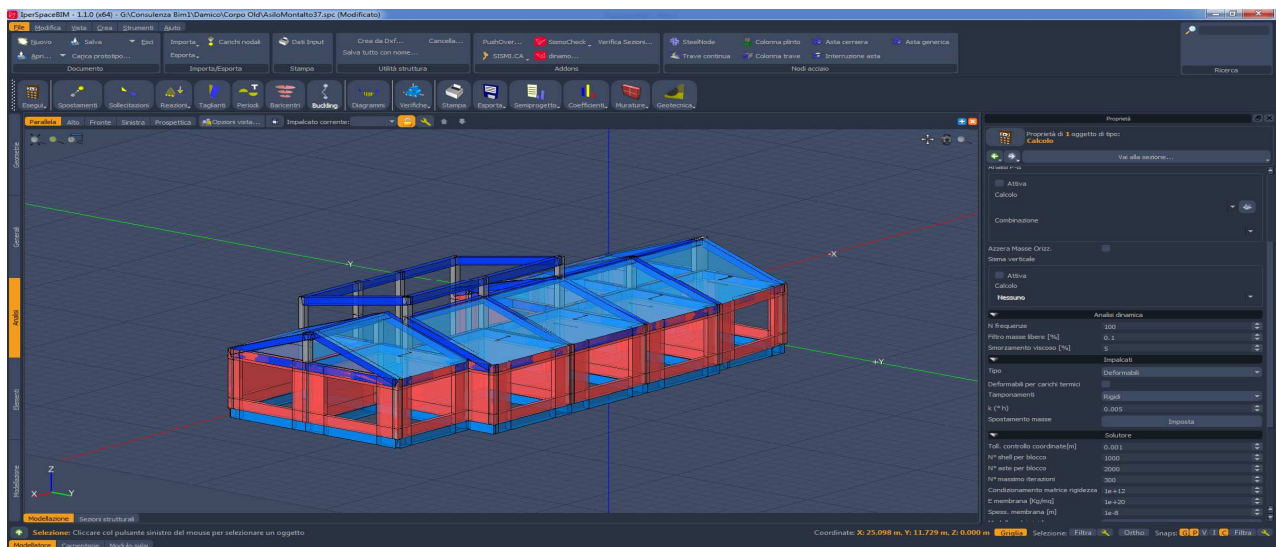 IperSpaceBIM - 1.1.0 (x64) - G:\Consulenza Bim1\Damico\Corpo Old\AsiloMontalto37.spc (Modificato)
File Modifica Vista Crea Strumenti Aiuto
Nuovo Salva Esci Importa Carichi nodali Dati Input Crea da Dxf... Cancella... PushOver... SismoCheck Verifica Sezioni... SteelNode Colonna plinto Asta cerniera Asta generica
Apri... Carica prototipo... Esporta Salva tutto con nome... SISMI.CA dinamo... Trave continua Colonna trave Interruzione asta
Documento Importa/Esporta Stampa Utilità struttura Addons Nodi acciaio Ricerca
Esegui Spostamenti Sollecitazioni Reazioni Taglianti Periodi Baricentri Buckling Diagrammi Verifiche Stampa Esporta Semiprogetto Coefficienti Murature Geotecnica
Parallela Alto Fronte Sinistra Prospettica Opzioni vista... Impalcato corrente:
Geometrie
Generali
Analisi
Elementi
Modellazione
-Y
-X
+Y
Z
X Y
Proprietà
Proprietà di 1 oggetto di tipo:
Calcolo
Vai alla sezione...
Attiva
Calcolo
Combinazione
Azzera Masse Orizz.
Sisma verticale
Attiva
Calcolo
Nessuno
Analisi dinamica
N frequenze 100
Filtro masse libere [%] 0.1
Smorzamento viscoso [%] 5
Impalcati
Tipo Deformabili
Deformabili per carichi termici
Tamponamenti Rigidi
k (* h) 0.005
Spostamento masse Imposta
Solutore
Toll. controllo coordinate[m] 0.001
N° shell per blocco 1000
N° aste per blocco 2000
N° massimo iterazioni 300
Condizionamento matrice rigidezza 1e+12
E membrana [Kg/mq] 1e+20
Spess. membrana [m] 1e-8
Modellazione Sezioni strutturali
Selezione: Cliccare col pulsante sinistro del mouse per selezionare un oggetto Coordinate: X: 25.098 m, Y: 11.729 m, Z: 0.000 m Griglia Selezione: Filtra Ortho Snaps: G P V I C Filtra
Modellatore Carpenterie Modulo solai